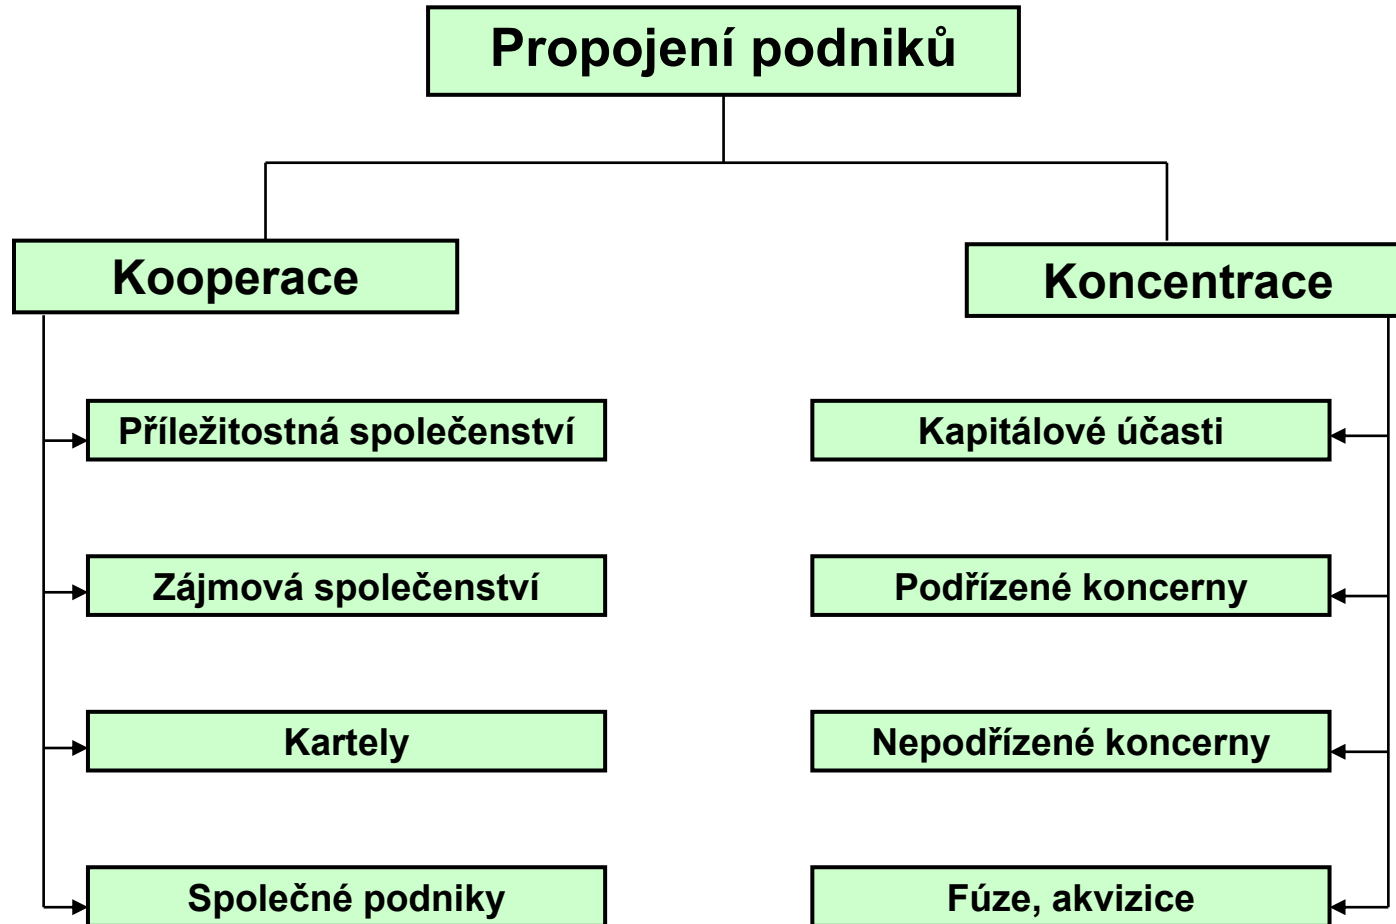 Propojení podniků
Kooperace
Koncentrace
Příležitostná společenství
Kapitálové účasti
Zájmová společenství
Podřízené koncerny
Kartely
Nepodřízené koncerny
Společné podniky
Fúze, akvizice